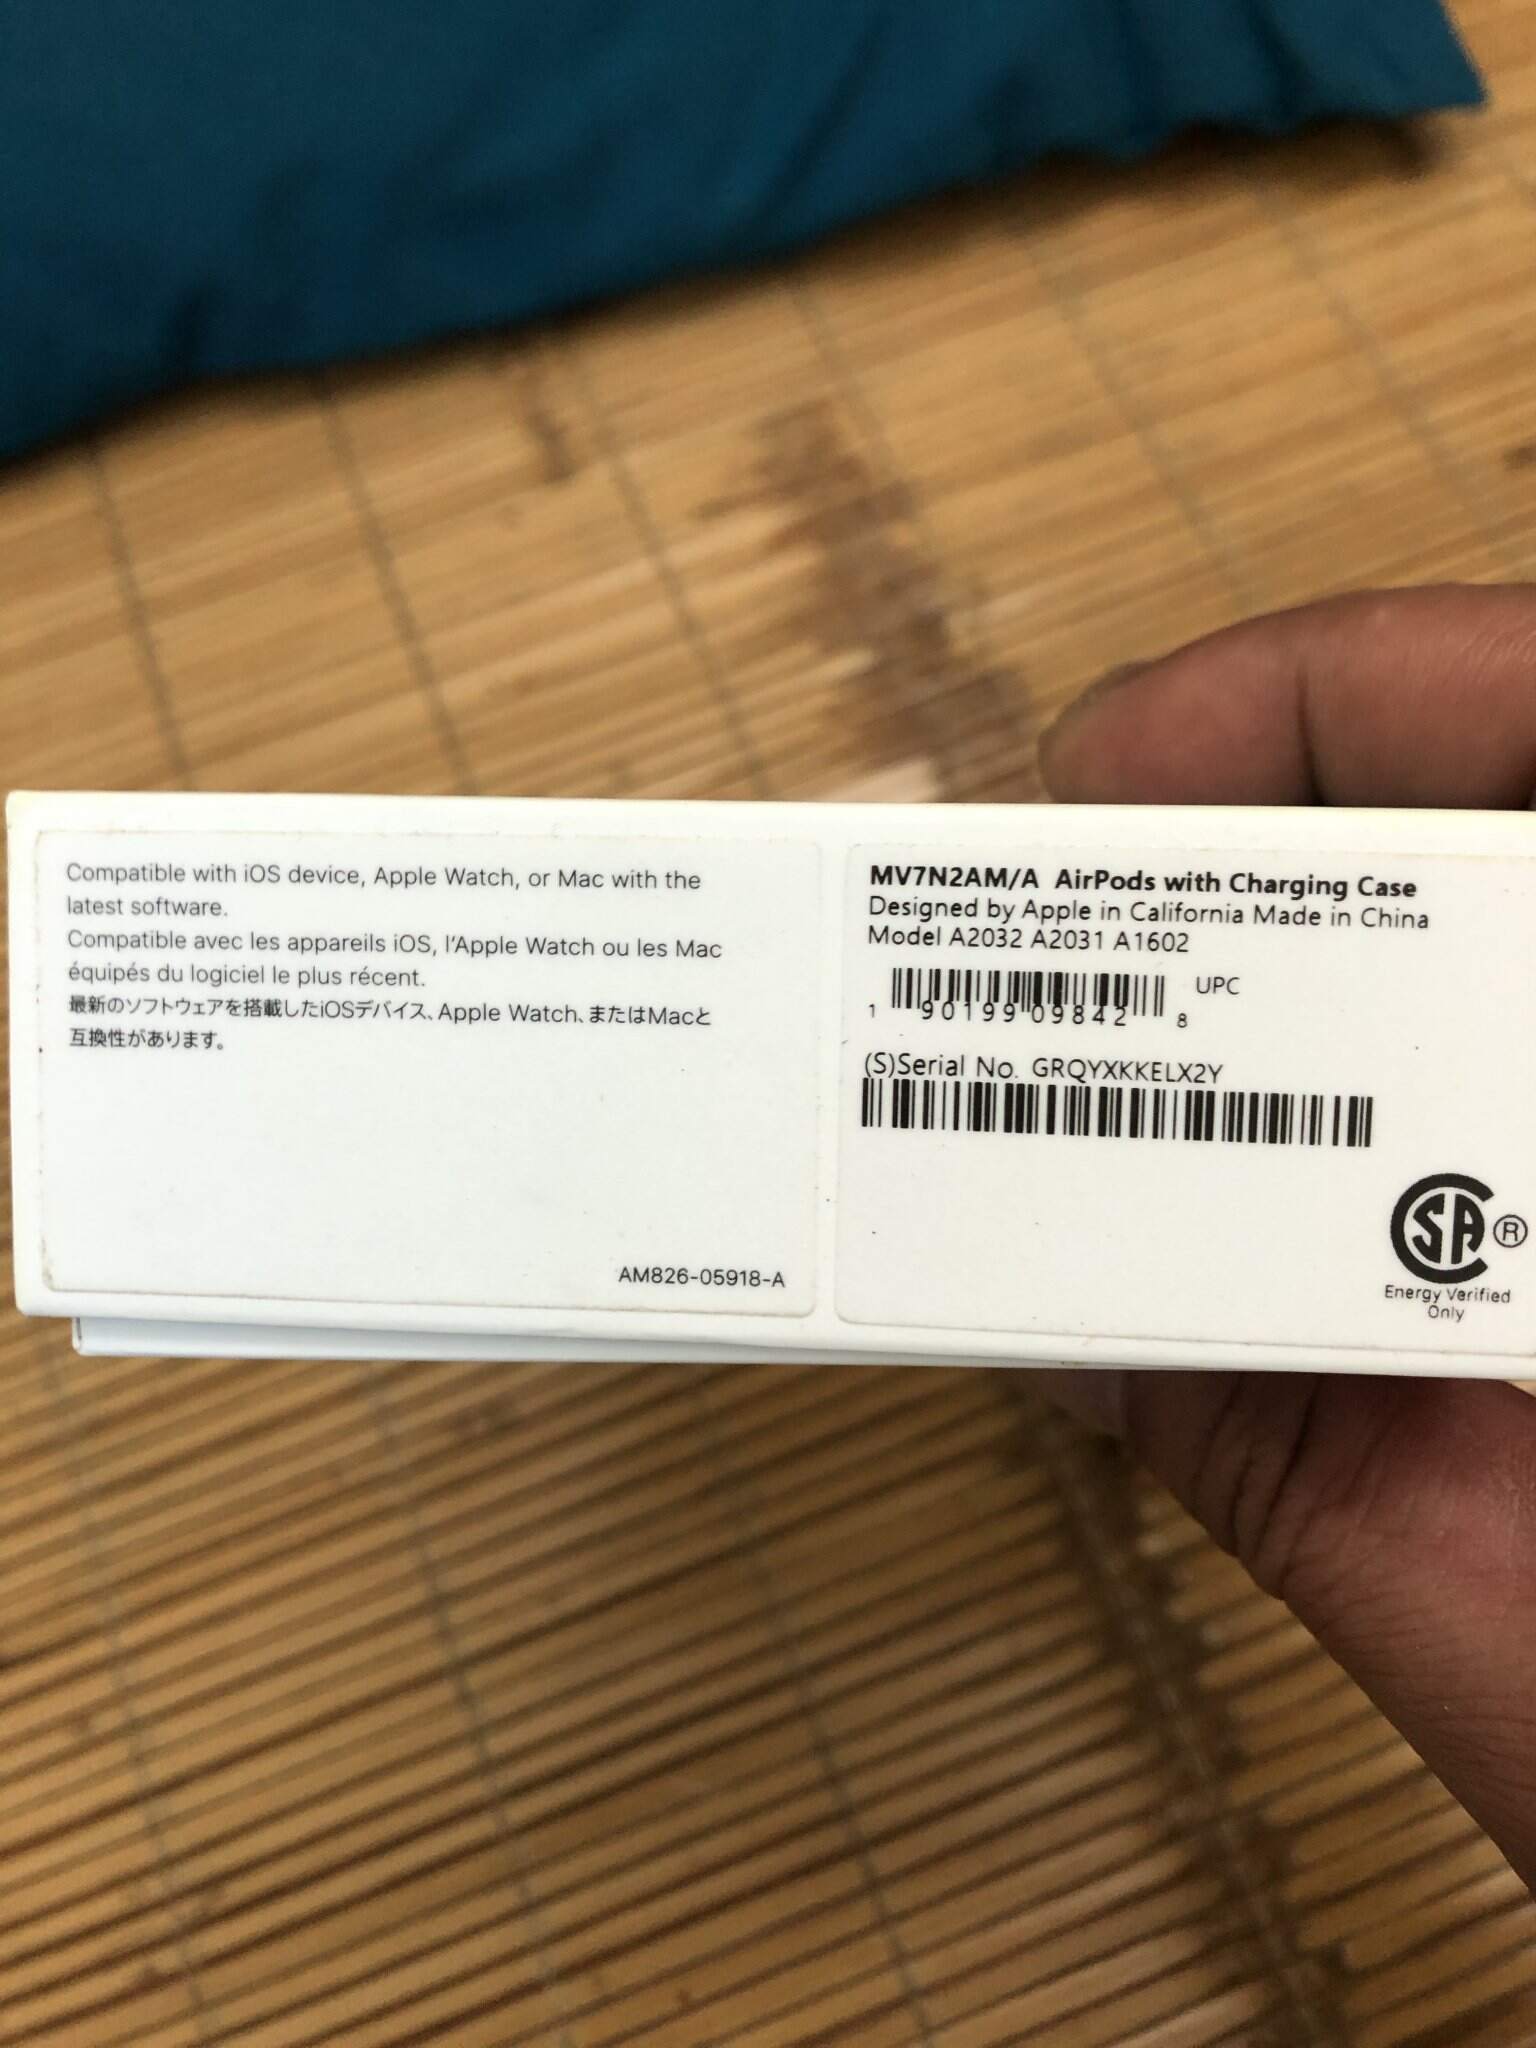 Compatible with iOS device, Apple Watch, or Mac with the
latest software.
Compatible avec les appareils iOS, l'Apple Watch ou les Mac
équipés du logiciel le plus récent.
最新のソフトウェアを搭載したiOSデバイス、Apple Watch、またはMacと
互換性があります。
AM826-05918-A
MV7N2AM/A AirPods with Charging Case
Designed by Apple in California Made in China
Model A2032 A2031 A1602
UPC
1 90199 09842 8
(S)Serial No. GRQYXKKELX2Y
CSA ®
Energy Verified
Only